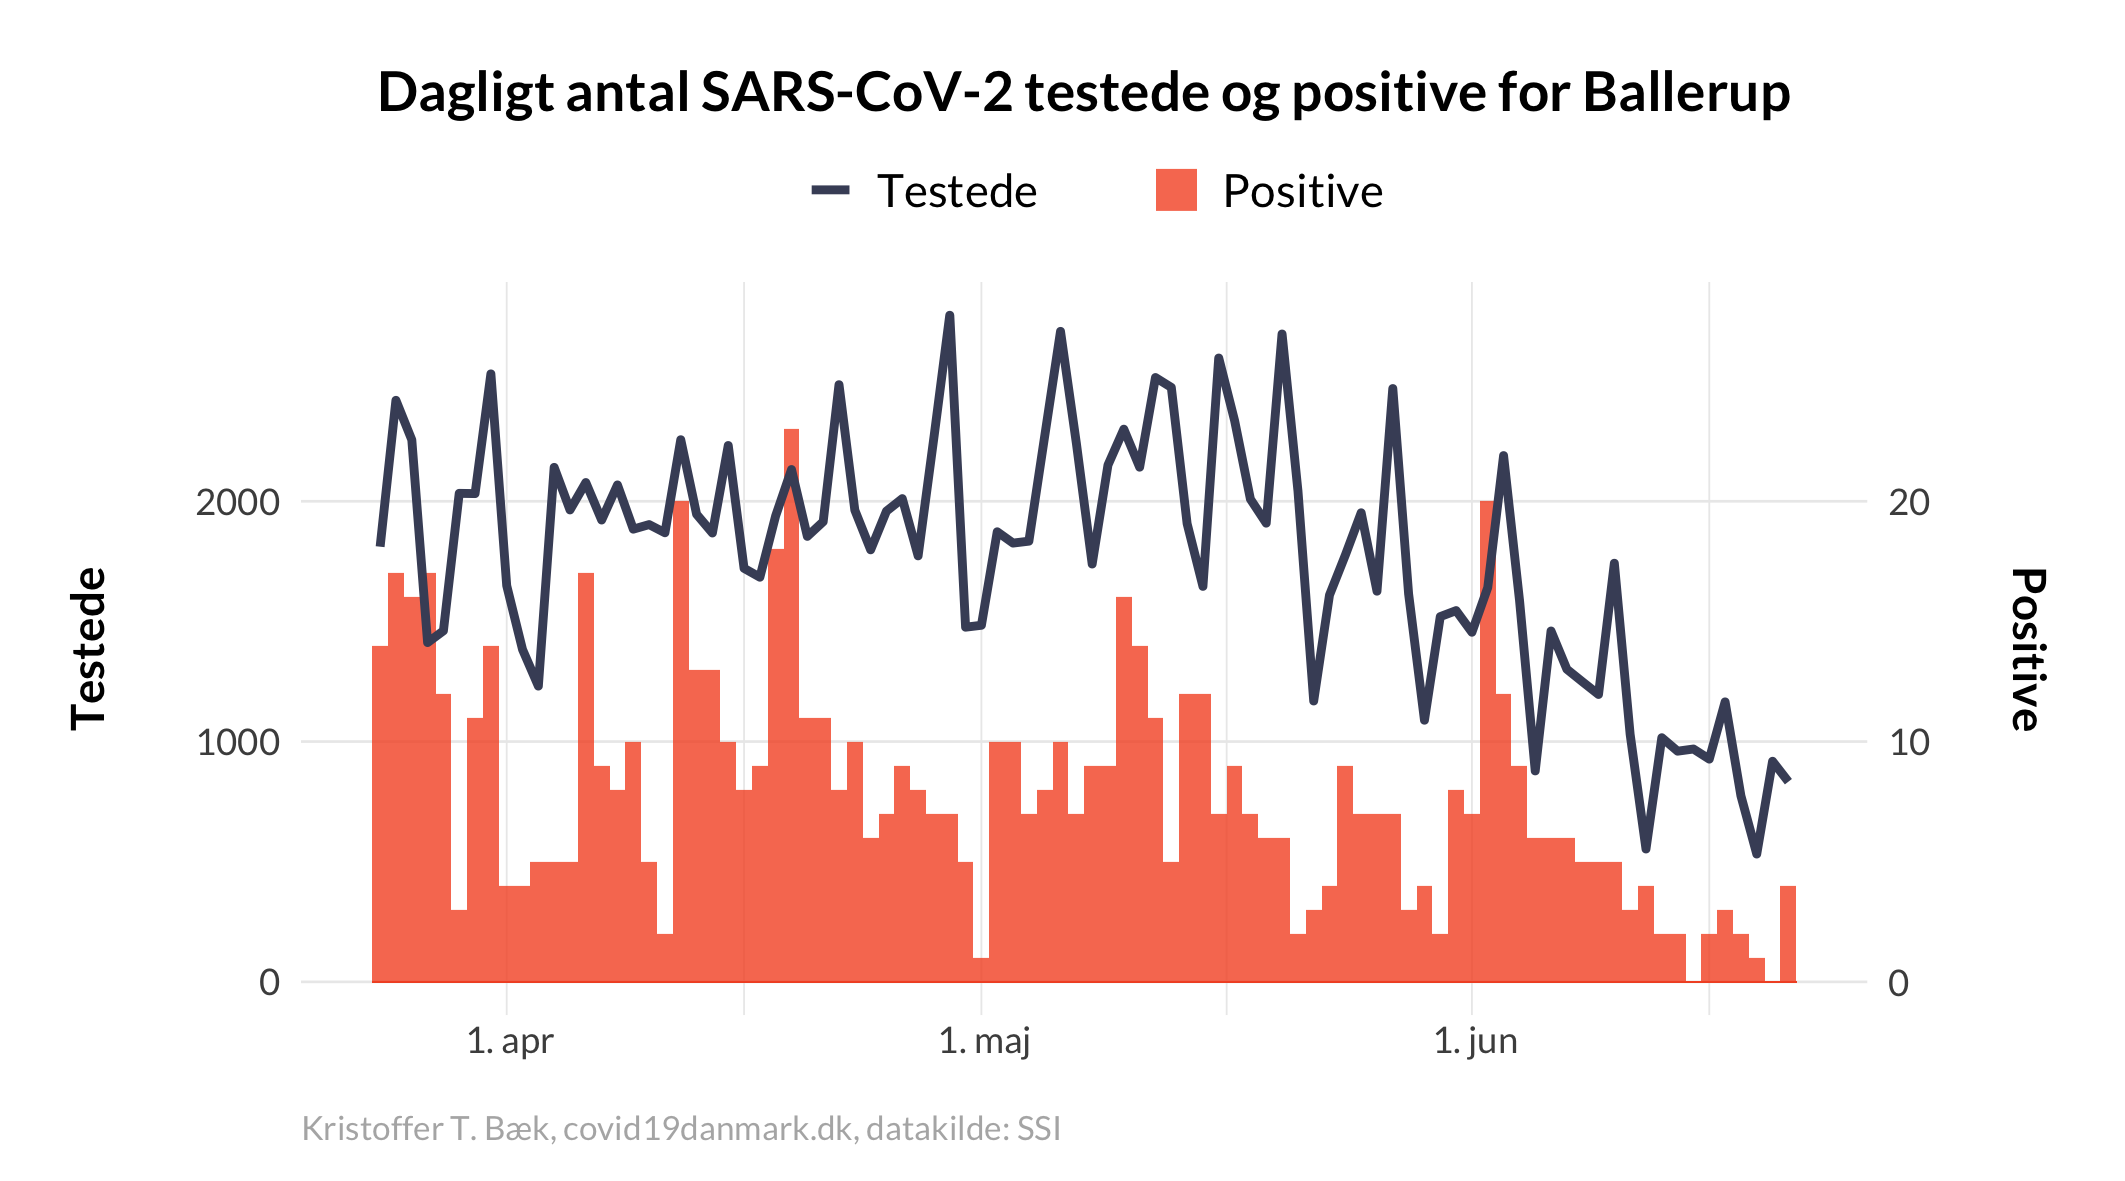 Dagligt antal SARS-CoV-2 testede og positive for Ballerup
Testede
Positive
Testede
2000
1000
0
20
10
0
Positive
1. apr
1. maj
1. jun
Kristoffer T. Bæk, covid19danmark.dk, datakilde: SSI